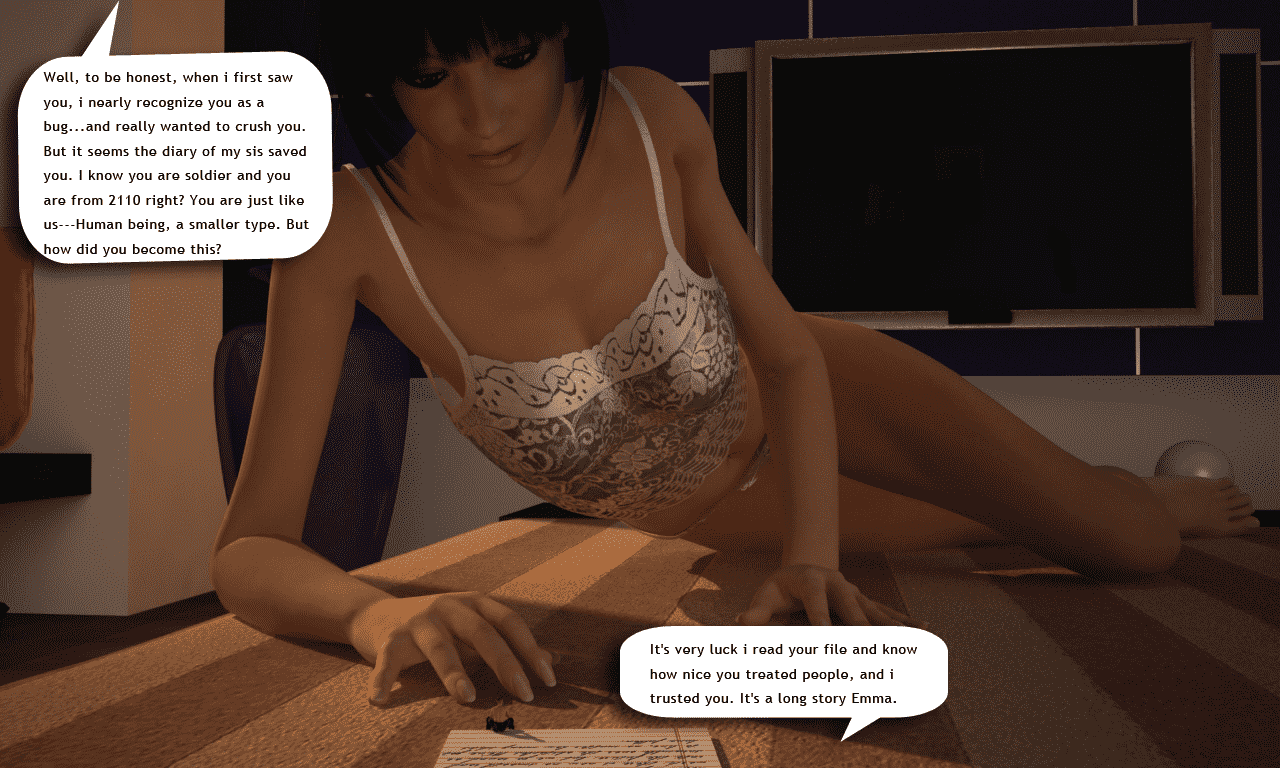 Well, to be honest, when i first saw
you, i nearly recognize you as a
bug...and really wanted to crush you.
But it seems the diary of my sis saved
you. I know you are soldier and you
are from 2110 right? You are just like
us---Human being, a smaller type. But
how did you become this?
It's very luck i read your file and know
how nice you treated people, and i
trusted you. It's a long story Emma.